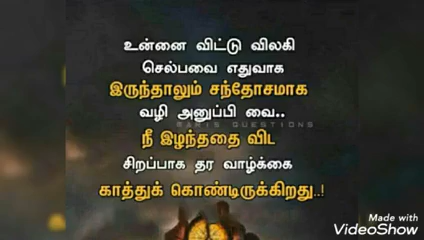 உன்னை விட்டு விலகி
செல்பவை எதுவாக
இருந்தாலும் சந்தோசமாக
வழி அனுப்பி வை..
நீ இழந்ததை விட
சிறப்பாக தர வாழ்க்கை
காத்துக் கொண்டிருக்கிறது..!
Made with
VideoShow